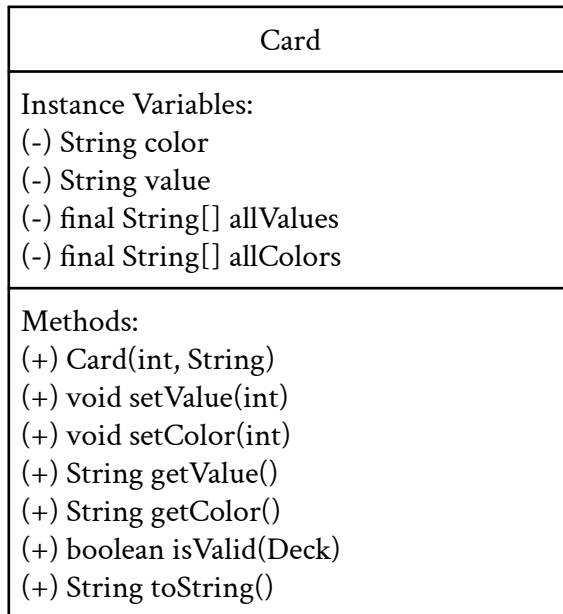 Card
Instance Variables:
(-) String color
(-) String value
(-) final String[] allValues
(-) final String[] allColors
Methods:
(+) Card(int, String)
(+) void setValue(int)
(+) void setColor(int)
(+) String getValue()
(+) String getColor()
(+) boolean isValid(Deck)
(+) String toString()